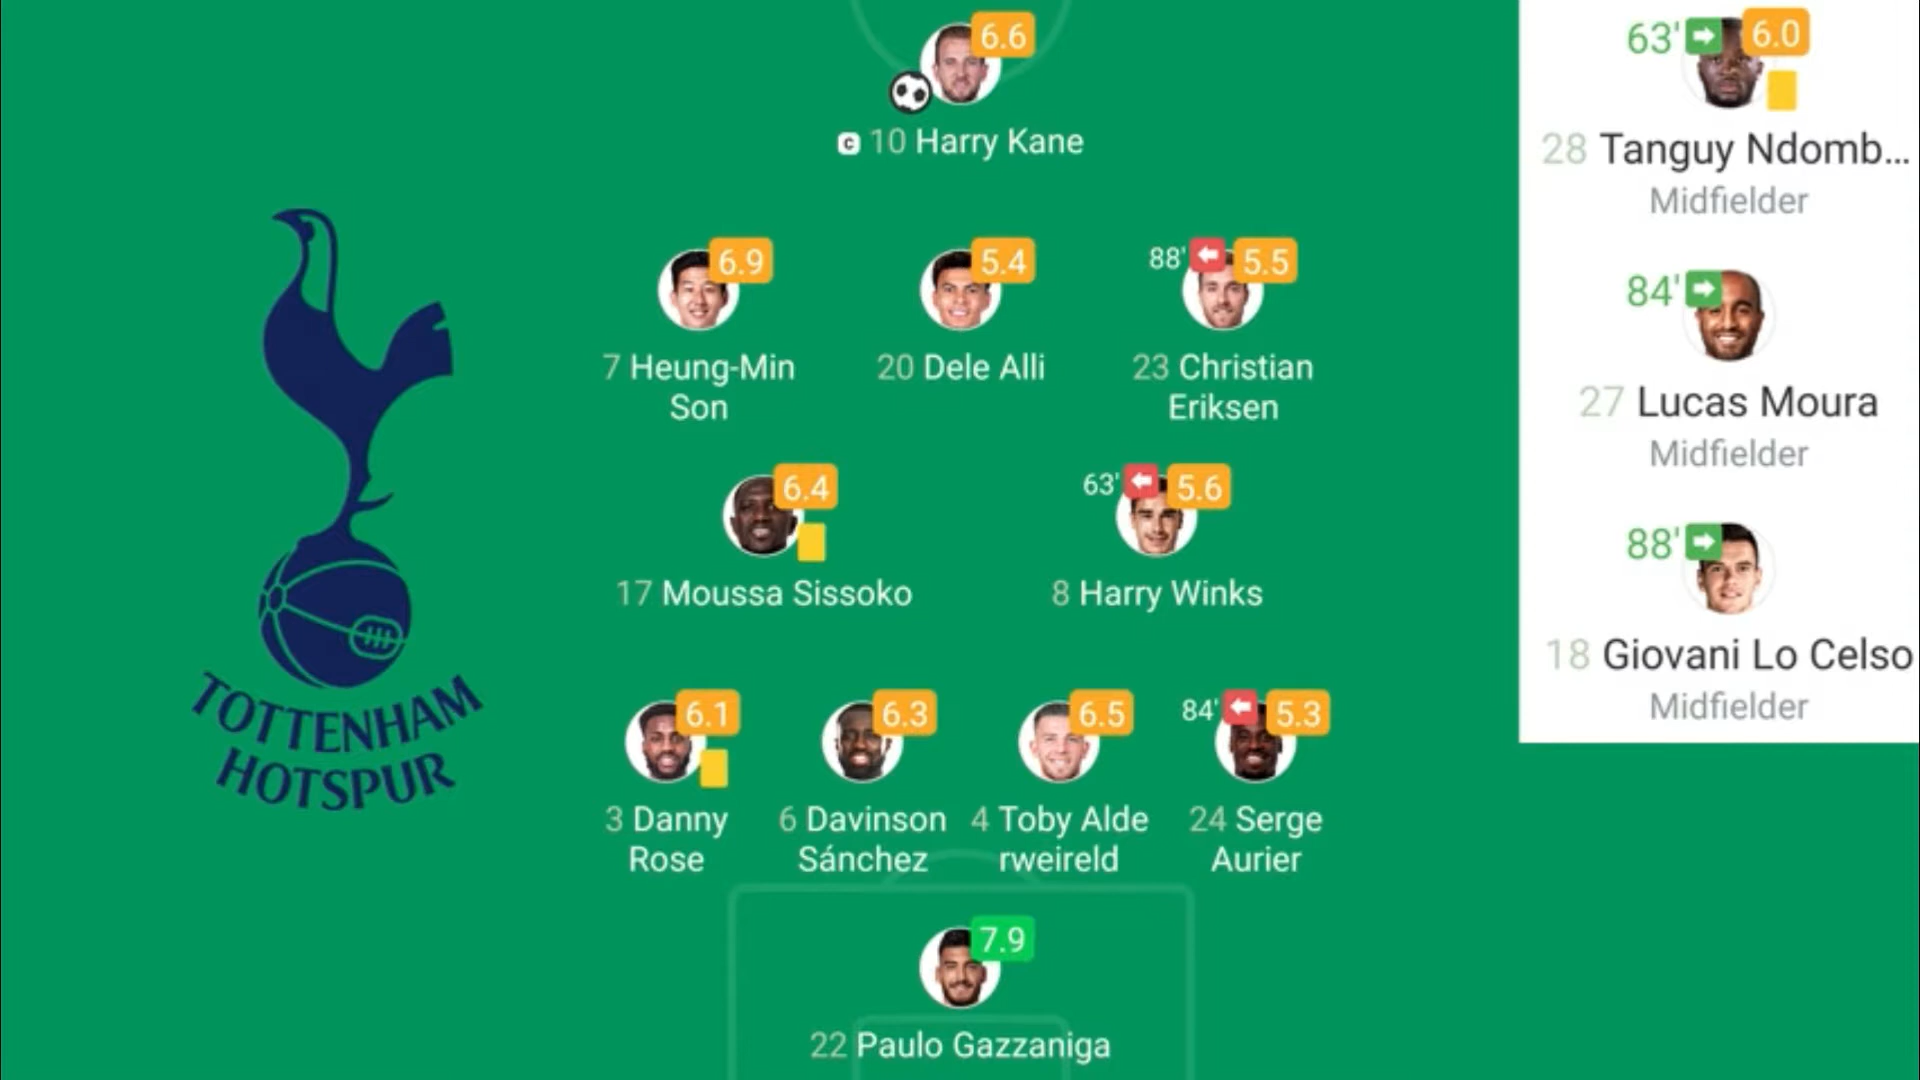 6.6
c 10 Harry Kane
6.9
5.4
88' 5.5
7 Heung-Min
Son
20 Dele Alli
23 Christian
Eriksen
6.4
63' 5.6
17 Moussa Sissoko
8 Harry Winks
6.1
6.3
6.5
84' 5.3
3 Danny
Rose
6 Davinson
Sánchez
4 Toby Alde
rweireld
24 Serge
Aurier
7.9
22 Paulo Gazzaniga
TOTTENHAM
HOTSPUR
63' 6.0
28 Tanguy Ndomb...
Midfielder
84'
27 Lucas Moura
Midfielder
88'
18 Giovani Lo Celso
Midfielder